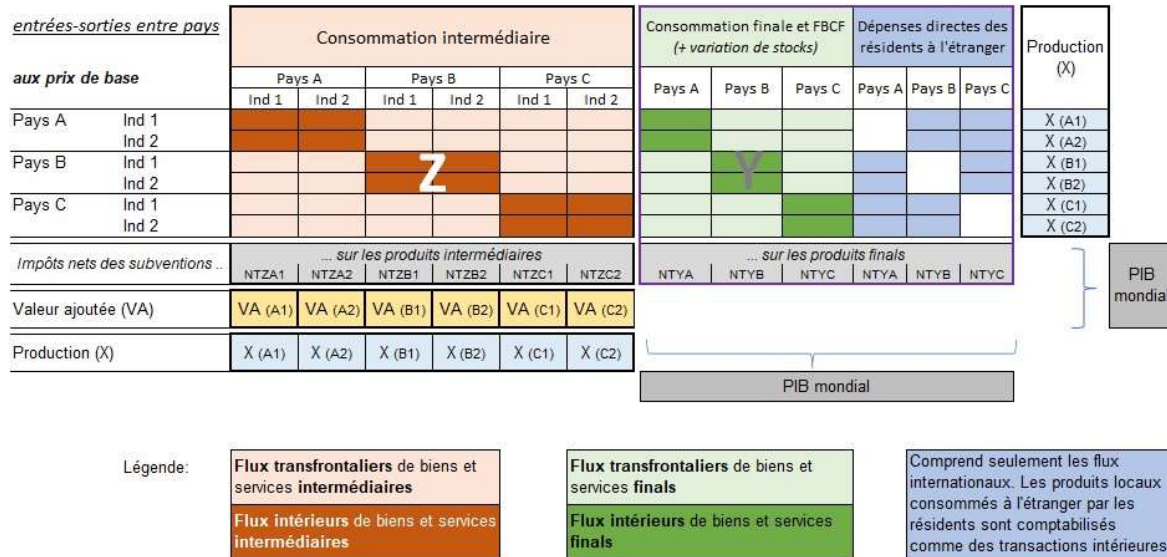 entrées-sorties entre pays
Consommation intermédiaire
Consommation finale et FBCF
(+ variation de stocks)
Dépenses directes des
résidents à l'étranger
Production
(X)
aux prix de base
Pays A Pays B Pays C
Pays A Pays B Pays C Pays A Pays B Pays C
Ind 1 Ind 2 Ind 1 Ind 2 Ind 1 Ind 2
Pays A Ind 1 X (A1)
Ind 2 X (A2)
Pays B Ind 1 X (B1)
Z Y
Ind 2 X (B2)
Pays C Ind 1 X (C1)
Ind 2 X (C2)
Impôts nets des subventions ..
... sur les produits intermédiaires
... sur les produits finals
NTZA1 NTZA2 NTZB1 NTZB2 NTZC1 NTZC2 NTYA NTYB NTYC NTYA NTYB NTYC
PIB
mondial
Valeur ajoutée (VA) VA (A1) VA (A2) VA (B1) VA (B2) VA (C1) VA (C2)
Production (X) X (A1) X (A2) X (B1) X (B2) X (C1) X (C2)
PIB mondial
Légende:
Flux transfrontaliers de biens et
services intermédiaires
Flux intérieurs de biens et services
intermédiaires
Flux transfrontaliers de biens et
services finals
Flux intérieurs de biens et services
finals
Comprend seulement les flux
internationaux. Les produits locaux
consommés à l'étranger par les
résidents sont comptabilisés
comme des transactions intérieures